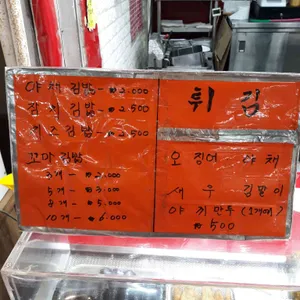 야채김밥 - ₩2.000
참치김밥 - ₩2.500
치즈김밥 - ₩2.500
꼬마김밥
3개 - ₩2.000
5개 - ₩3.000
8개 - ₩5.000
10개 - ₩6.000
튀김
오징어 야채
새우 김말이
야끼만두 (1개에)
₩500